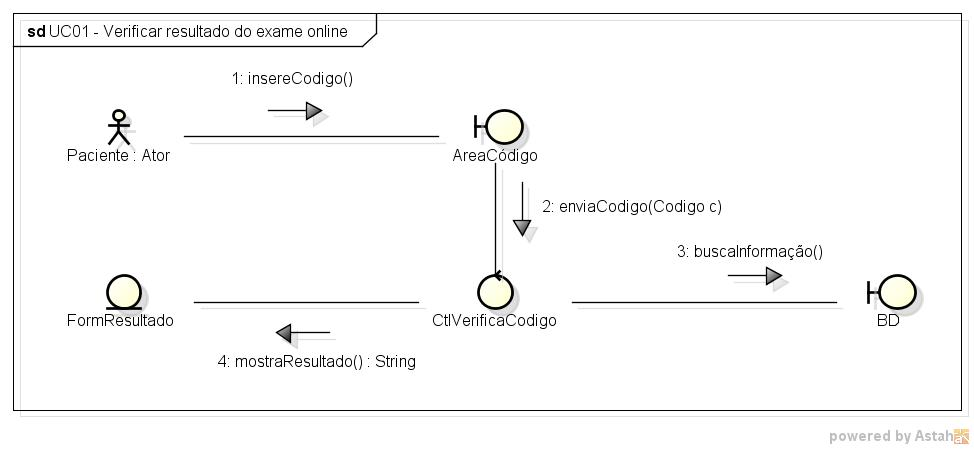 sd UC01 - Verificar resultado do exame online
1: insereCodigo()
Paciente : Ator
AreaCódigo
2: enviaCodigo(Codigo c)
3: buscaInformação()
FormResultado
CtlVerificaCodigo
BD
4: mostraResultado() : String
powered by Astah